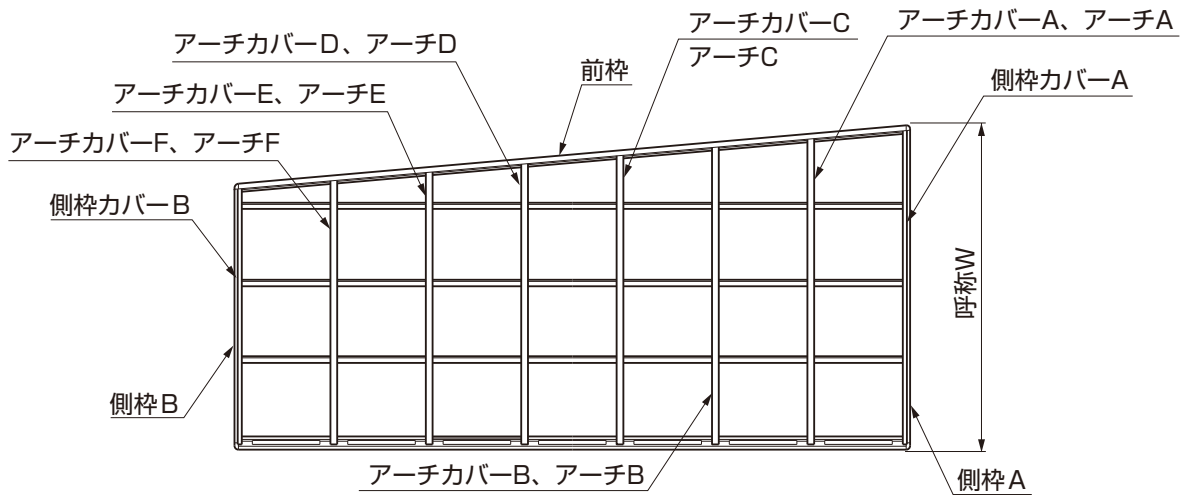 アーチカバーC
アーチC
アーチカバーA、アーチA
アーチカバーD、アーチD
前枠
側枠カバーA
アーチカバーE、アーチE
アーチカバーF、アーチF
側枠カバーB
呼称W
側枠B
アーチカバーB、アーチB
側枠A